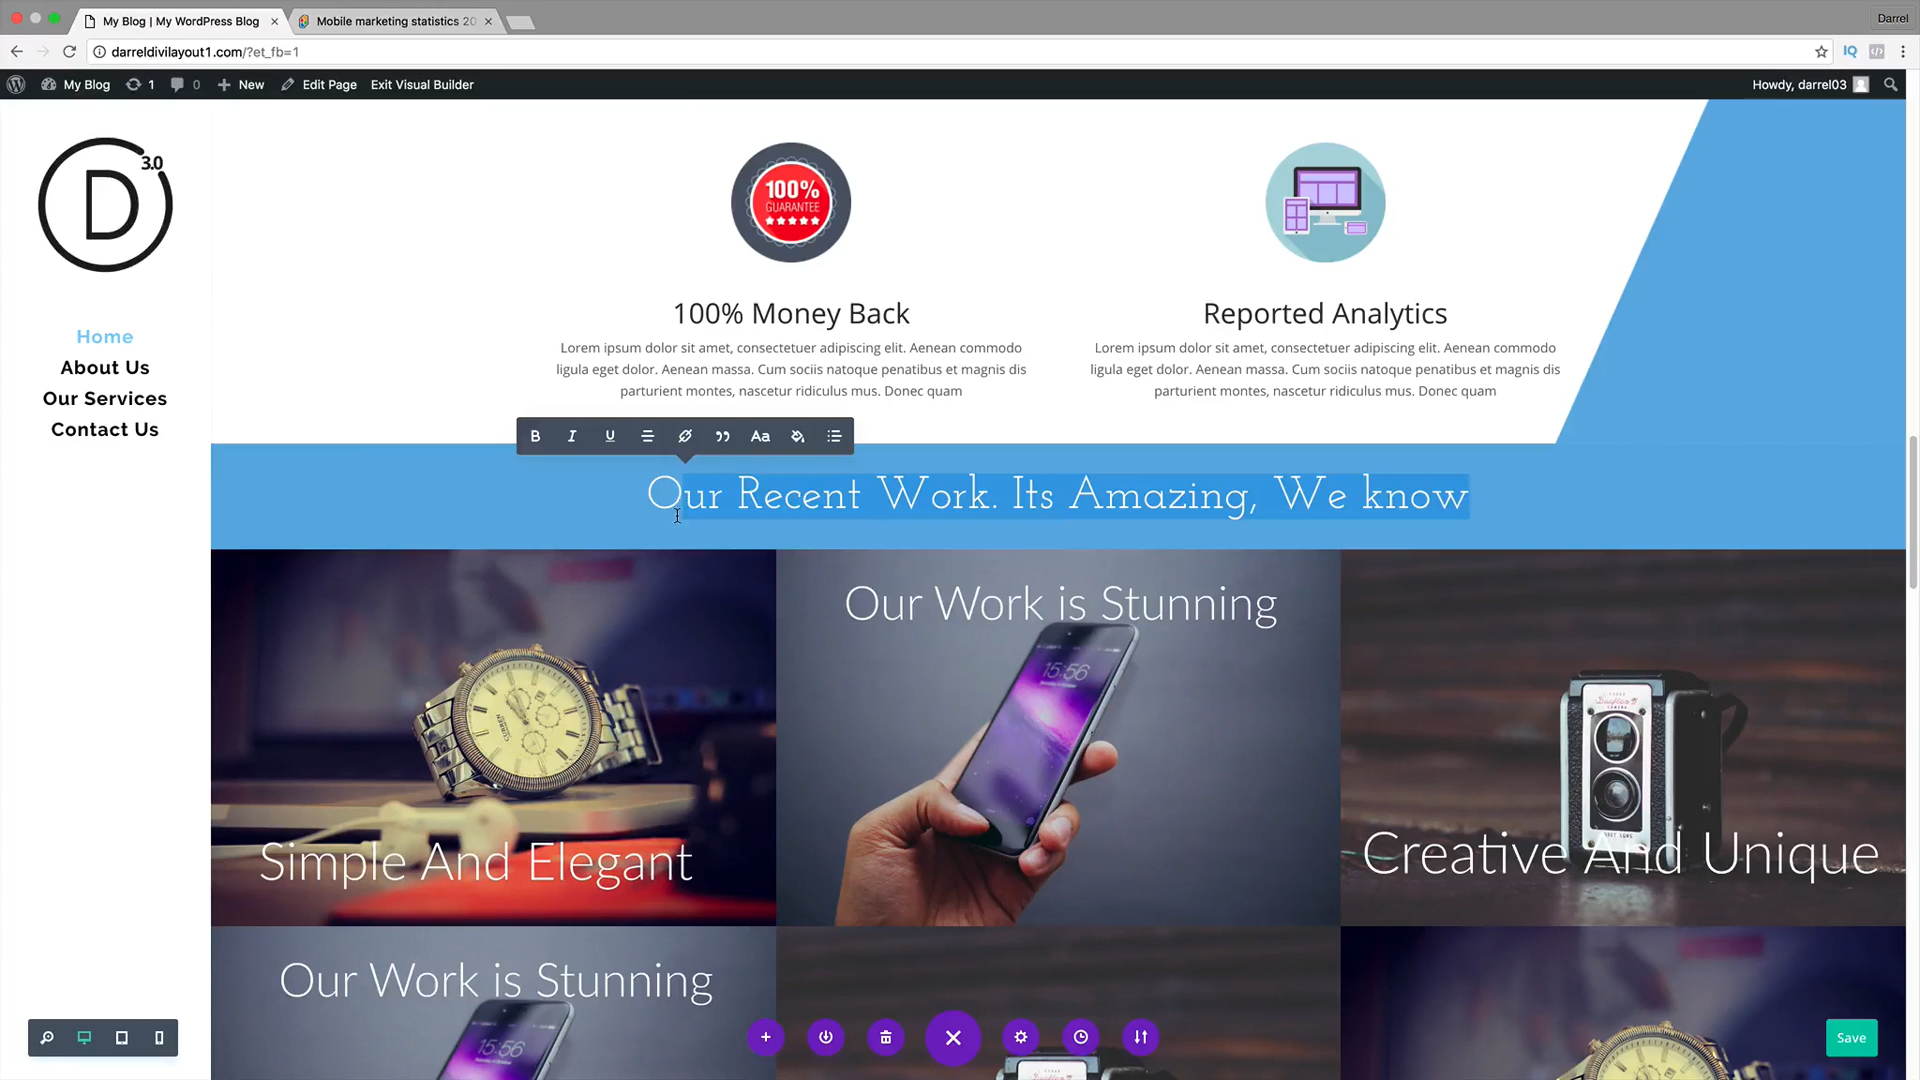 My Blog | My WordPress Blog
Mobile marketing statistics 20
Darrel
darreldivilayout1.com/?et_fb=1
IQ
My Blog
1
0
New
Edit Page
Exit Visual Builder
Howdy, darrel03
D 3.0
Home
About Us
Our Services
Contact Us
100%
GUARANTEE
100% Money Back
Reported Analytics
Lorem ipsum dolor sit amet, consectetuer adipiscing elit. Aenean commodo
ligula eget dolor. Aenean massa. Cum sociis natoque penatibus et magnis dis
parturient montes, nascetur ridiculus mus. Donec quam
Lorem ipsum dolor sit amet, consectetuer adipiscing elit. Aenean commodo
ligula eget dolor. Aenean massa. Cum sociis natoque penatibus et magnis dis
parturient montes, nascetur ridiculus mus. Donec quam
B I U Aa
Our Recent Work. Its Amazing, We know
Our Work is Stunning
15:56
Simple And Elegant
Creative And Unique
Our Work is Stunning
15:56
Save